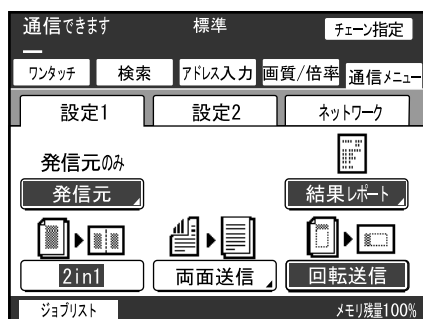 通信できます 標準 チェーン指定
ワンタッチ 検索 アドレス入力 画質/倍率 通信メニュー
設定1 設定2 ネットワーク
発信元のみ
発信元 結果レポート
2in1 両面送信 回転送信
ジョブリスト メモリ残量100%